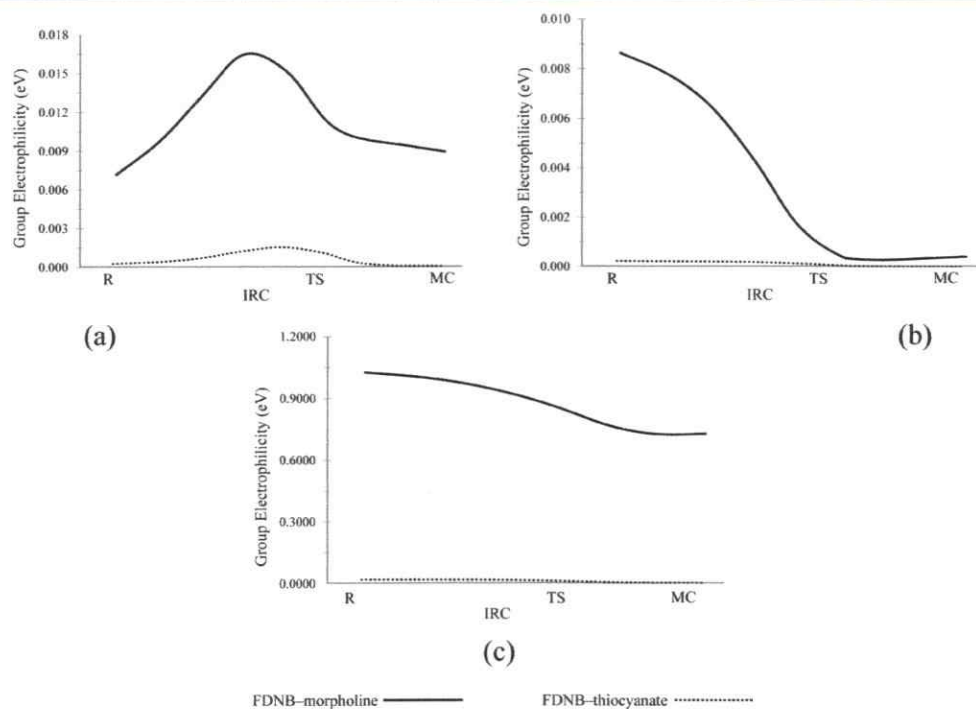 Group Electrophilicity (eV)
0.018
0.015
0.012
0.009
0.006
0.003
0.000
R
TS
MC
IRC
(a)
Group Electrophilicity (eV)
0.010
0.008
0.006
0.004
0.002
0.000
R
TS
MC
IRC
(b)
Group Electrophilicity (eV)
1.2000
0.9000
0.6000
0.3000
0.0000
R
TS
MC
IRC
(c)
FDNB–morpholine
FDNB–thiocyanate